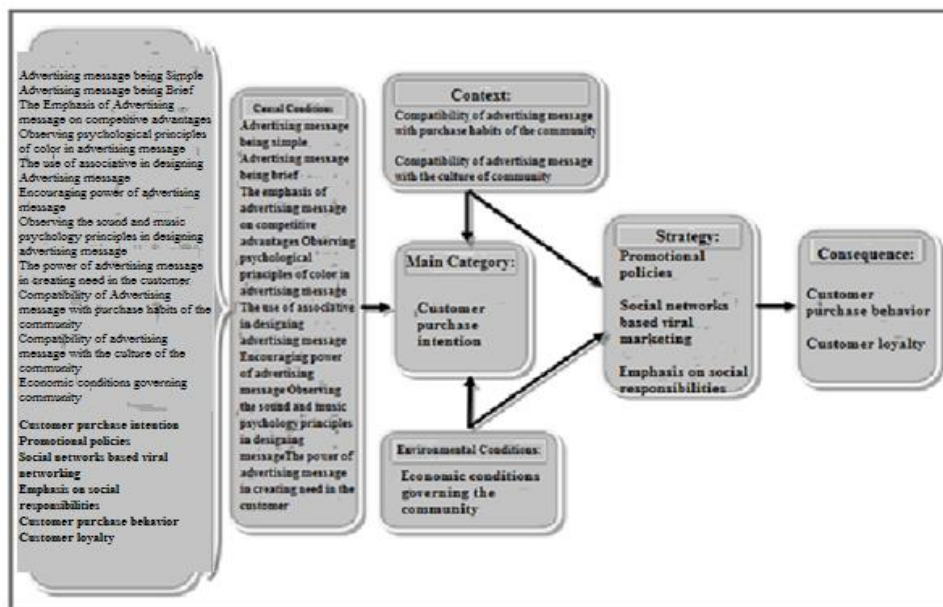 Advertising message being Simple
Advertising message being Brief
The Emphasis of Advertising
message on competitive advantages
Observing psychological principles
of color in advertising message
The use of associative in designing
Advertising message
Encouraging power of advertising
message
Observing the sound and music
psychology principles in designing
advertising message
The power of advertising message
in creating need in the customer
Compatibility of Advertising
message with purchase habits of the
community
Compatibility of advertising
message with the culture of the
community
Economic conditions governing
community
Customer purchase intention
Promotional policies
Social networks based viral
networking
Emphasis on social
responsibilities
Customer purchase behavior
Customer loyalty
Causal Condition:
Advertising message
being simple
Advertising message
being brief
The emphasis of
advertising message
on competitive
advantages Observing
psychological
principles of color in
advertising message
The use of associative
in designing
advertising message
Encouraging power
of advertising
message Observing
the sound and music
psychology principles
in designing
messageThe power of
advertising message
in creating need in the
customer
Context:
Compatibility of advertising message
with purchase habits of the community
Compatibility of advertising message
with the culture of community
Main Category:
Customer
purchase
intention
Environmental Conditions:
Economic conditions
governing the
community
Strategy:
Promotional
policies
Social networks
based viral
marketing
Emphasis on social
responsibilities
Consequence:
Customer
purchase behavior
Customer loyalty